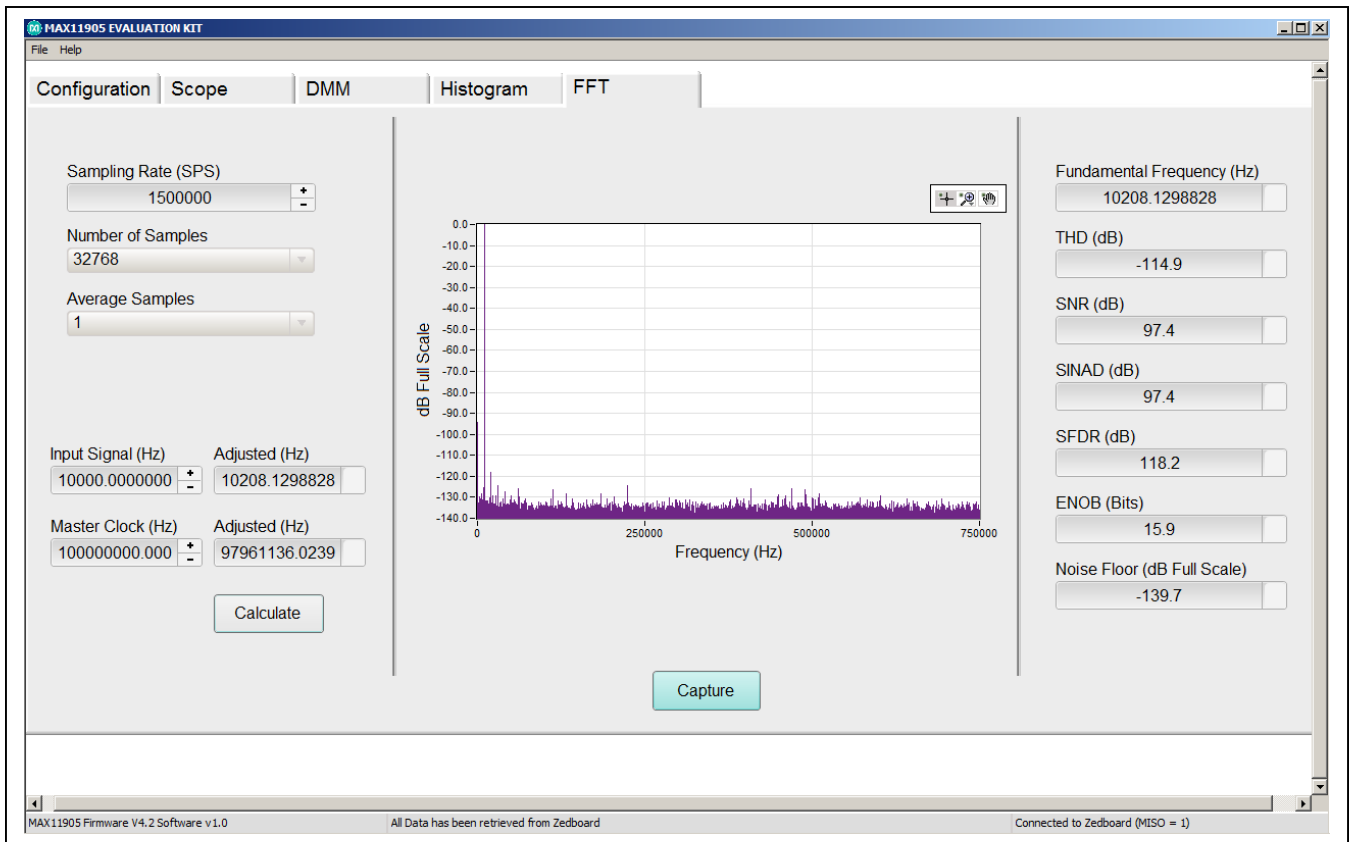 MAX11905 EVALUATION KIT
File Help
Configuration Scope DMM Histogram FFT
Sampling Rate (SPS)
1500000
Number of Samples
32768
Average Samples
1
Input Signal (Hz) Adjusted (Hz)
10000.0000000 10208.1298828
Master Clock (Hz) Adjusted (Hz)
100000000.000 97961136.0239
Calculate
0.0
-10.0
-20.0
-30.0
-40.0
-50.0
-60.0
-70.0
-80.0
-90.0
-100.0
-110.0
-120.0
-130.0
-140.0
dB Full Scale
0 250000 500000 750000
Frequency (Hz)
Capture
Fundamental Frequency (Hz)
10208.1298828
THD (dB)
-114.9
SNR (dB)
97.4
SINAD (dB)
97.4
SFDR (dB)
118.2
ENOB (Bits)
15.9
Noise Floor (dB Full Scale)
-139.7
MAX11905 Firmware V4.2 Software v1.0 All Data has been retrieved from Zedboard Connected to Zedboard (MISO = 1)